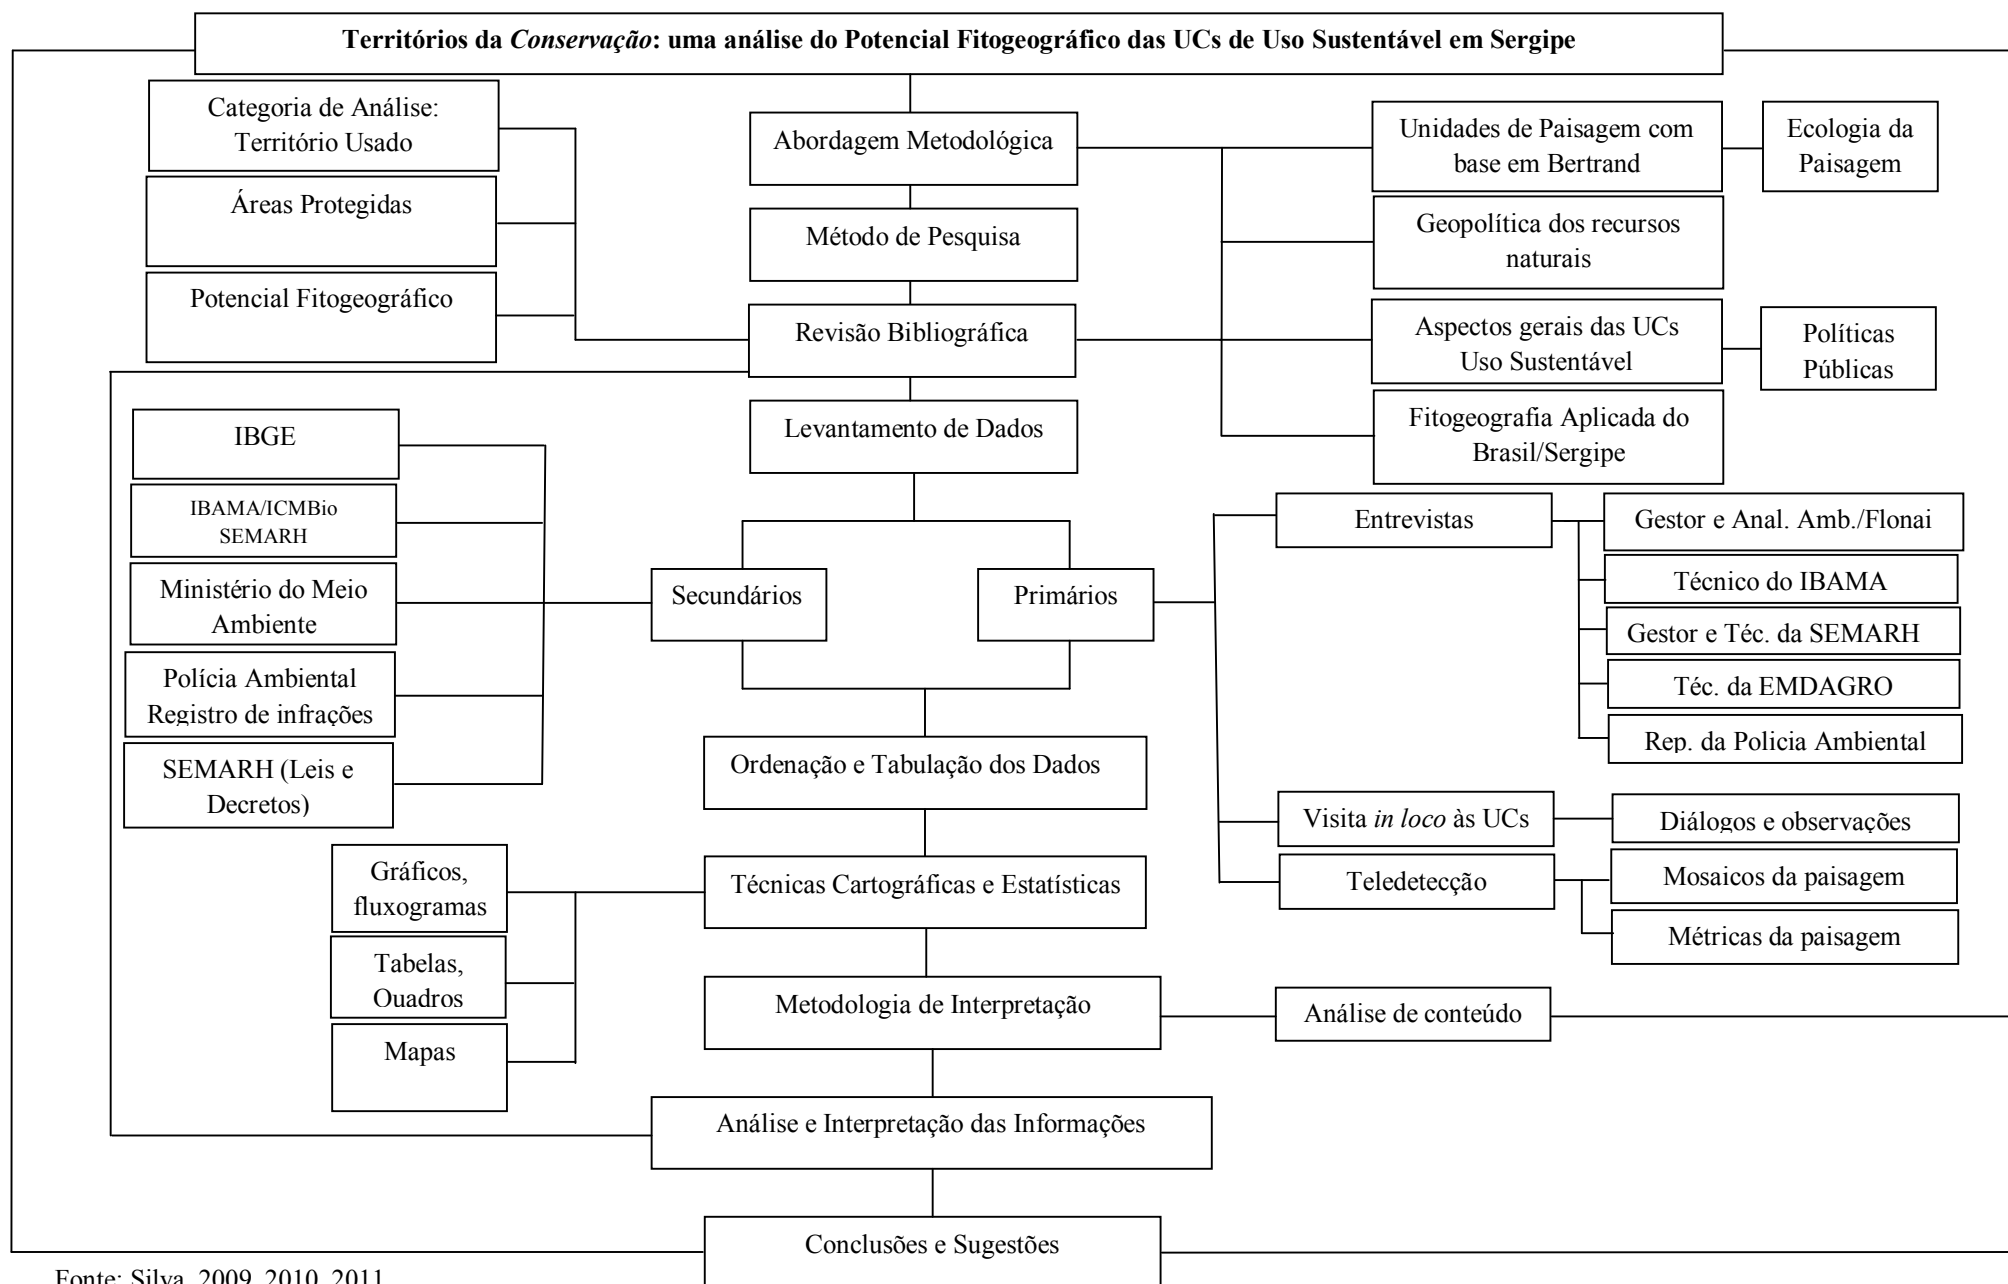 Territórios da Conservação: uma análise do Potencial Fitogeográfico das UCs de Uso Sustentável em Sergipe
Categoria de Análise:
Território Usado
Áreas Protegidas
Potencial Fitogeográfico
Abordagem Metodológica
Método de Pesquisa
Revisão Bibliográfica
Levantamento de Dados
Unidades de Paisagem com
base em Bertrand
Ecologia da
Paisagem
Geopolítica dos recursos
naturais
Aspectos gerais das UCs
Uso Sustentável
Políticas
Públicas
Fitogeografia Aplicada do
Brasil/Sergipe
IBGE
IBAMA/ICMBio
SEMARH
Ministério do Meio
Ambiente
Polícia Ambiental
Registro de infrações
SEMARH (Leis e
Decretos)
Secundários
Primários
Entrevistas
Gestor e Anal. Amb./Flonai
Técnico do IBAMA
Gestor e Téc. da SEMARH
Téc. da EMDAGRO
Rep. da Policia Ambiental
Visita in loco às UCs
Diálogos e observações
Teledetecção
Mosaicos da paisagem
Métricas da paisagem
Ordenação e Tabulação dos Dados
Técnicas Cartográficas e Estatísticas
Gráficos,
fluxogramas
Tabelas,
Quadros
Mapas
Metodologia de Interpretação
Análise de conteúdo
Análise e Interpretação das Informações
Conclusões e Sugestões
Fonte: Silva, 2009, 2010, 2011